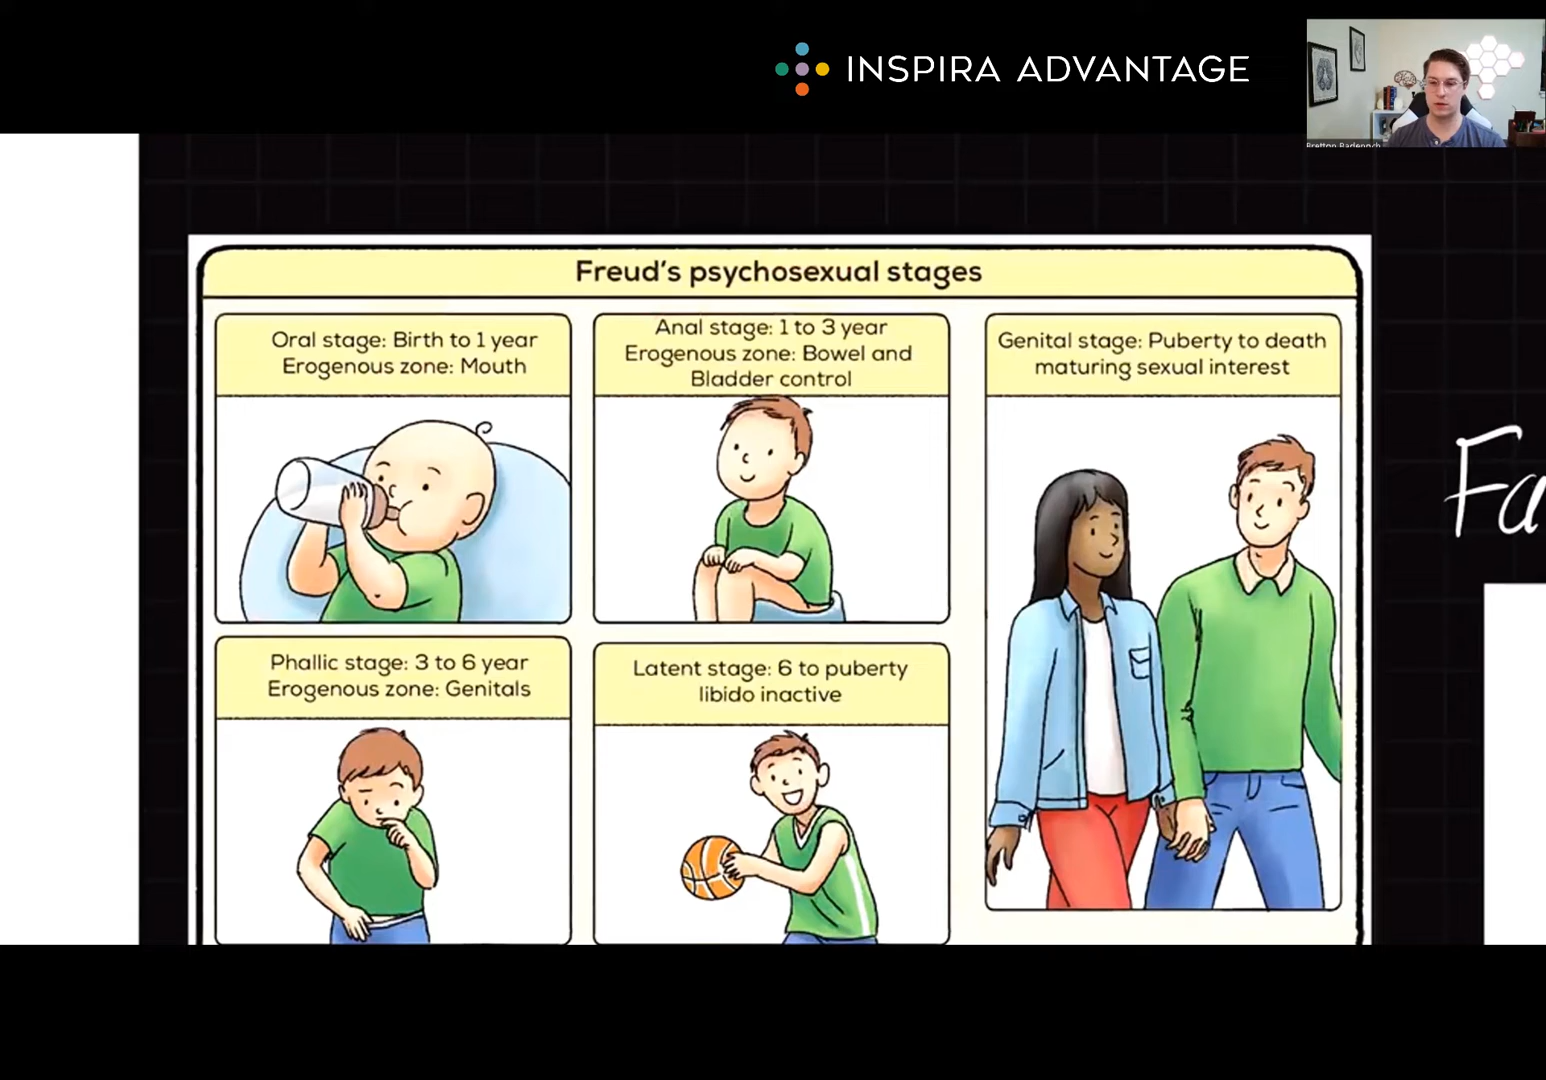 INSPIRA ADVANTAGE
Freud's psychosexual stages
Oral stage: Birth to 1 year
Erogenous zone: Mouth
Anal stage: 1 to 3 year
Erogenous zone: Bowel and
Bladder control
Genital stage: Puberty to death
maturing sexual interest
Phallic stage: 3 to 6 year
Erogenous zone: Genitals
Latent stage: 6 to puberty
libido inactive
Fa